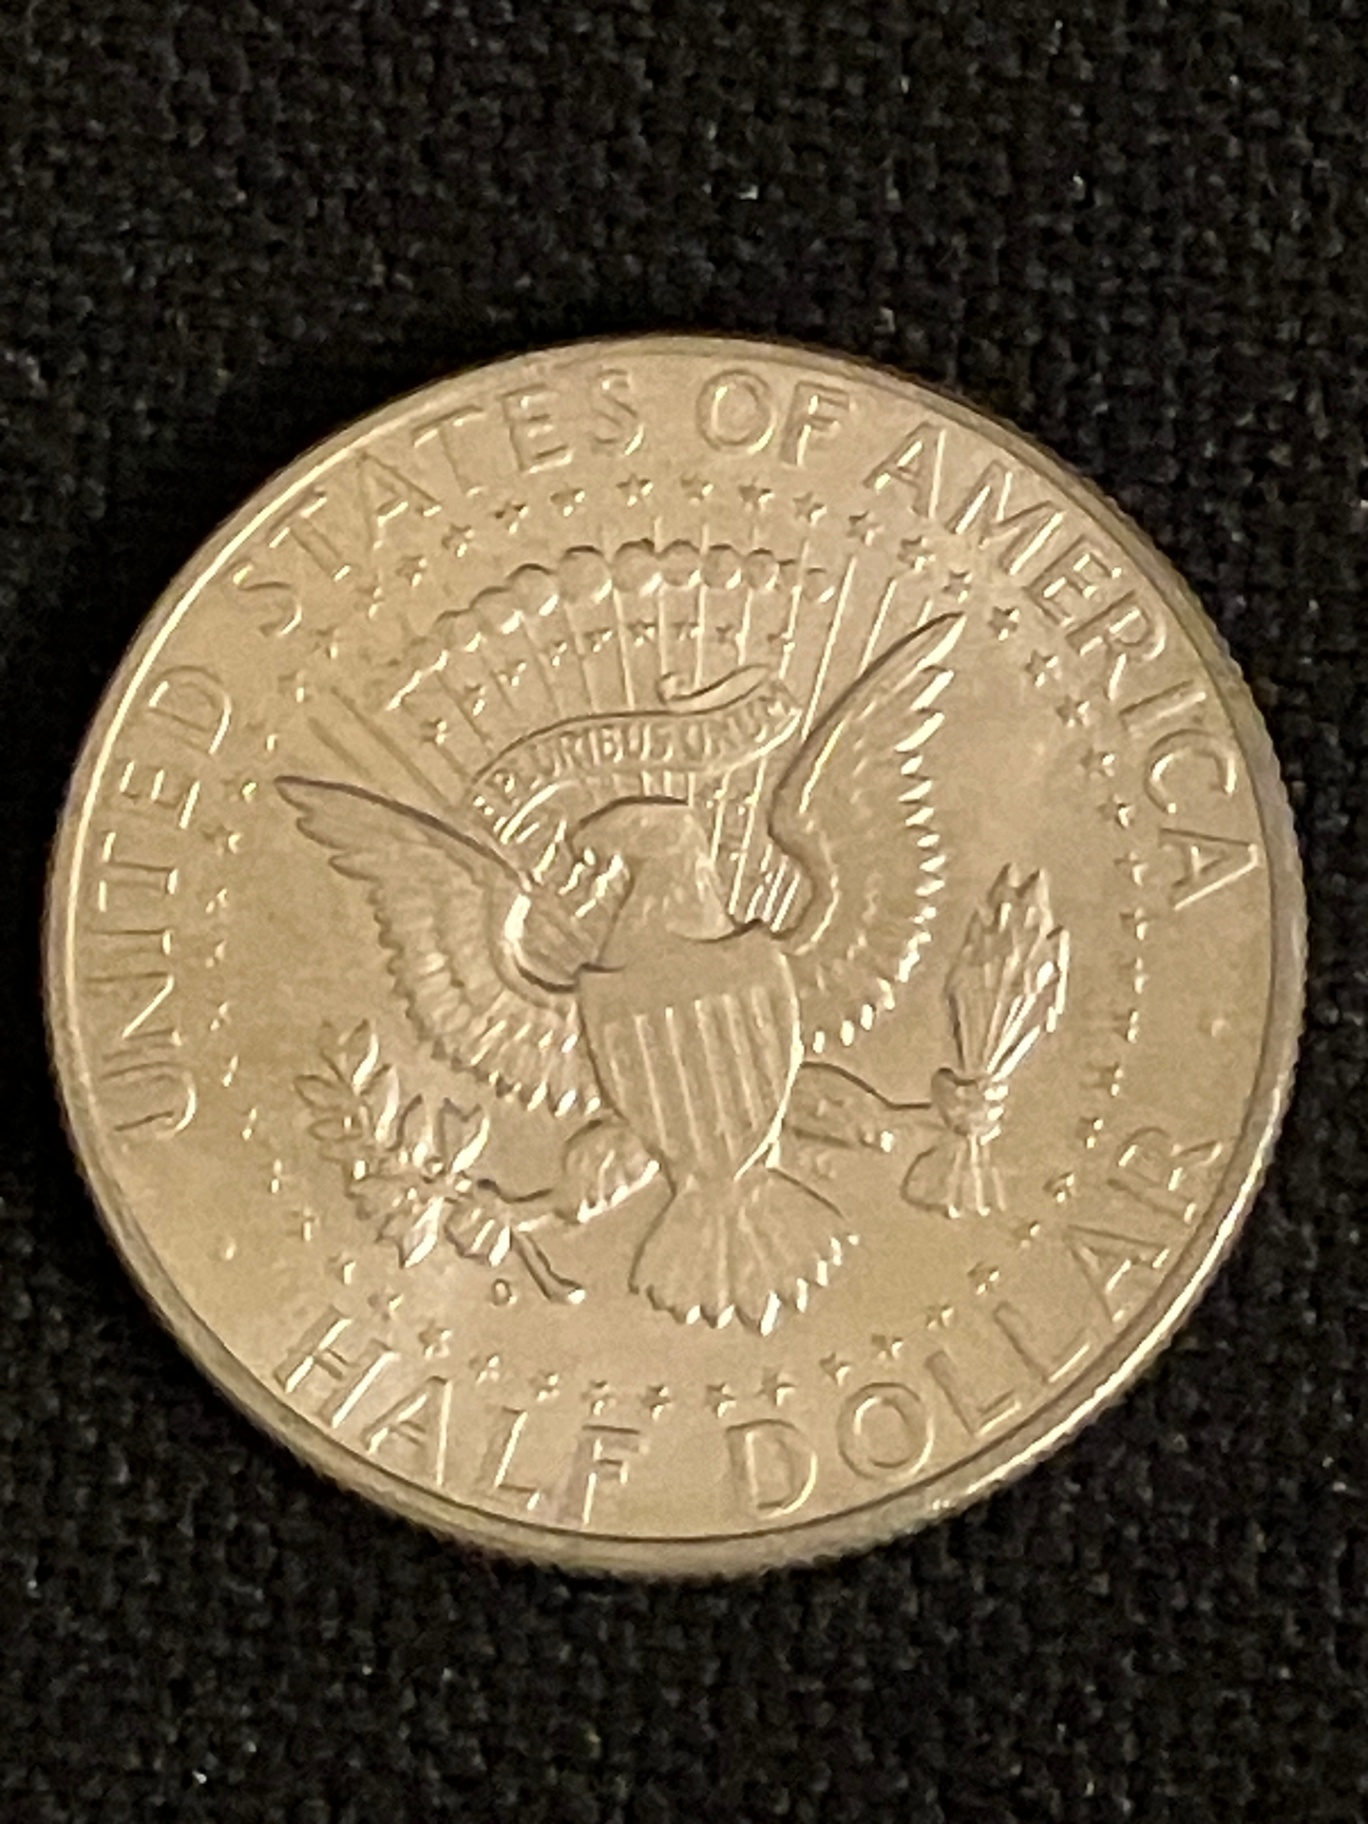 UNITED STATES OF AMERICA
E PLURIBUS UNUM
D
HALF DOLLAR